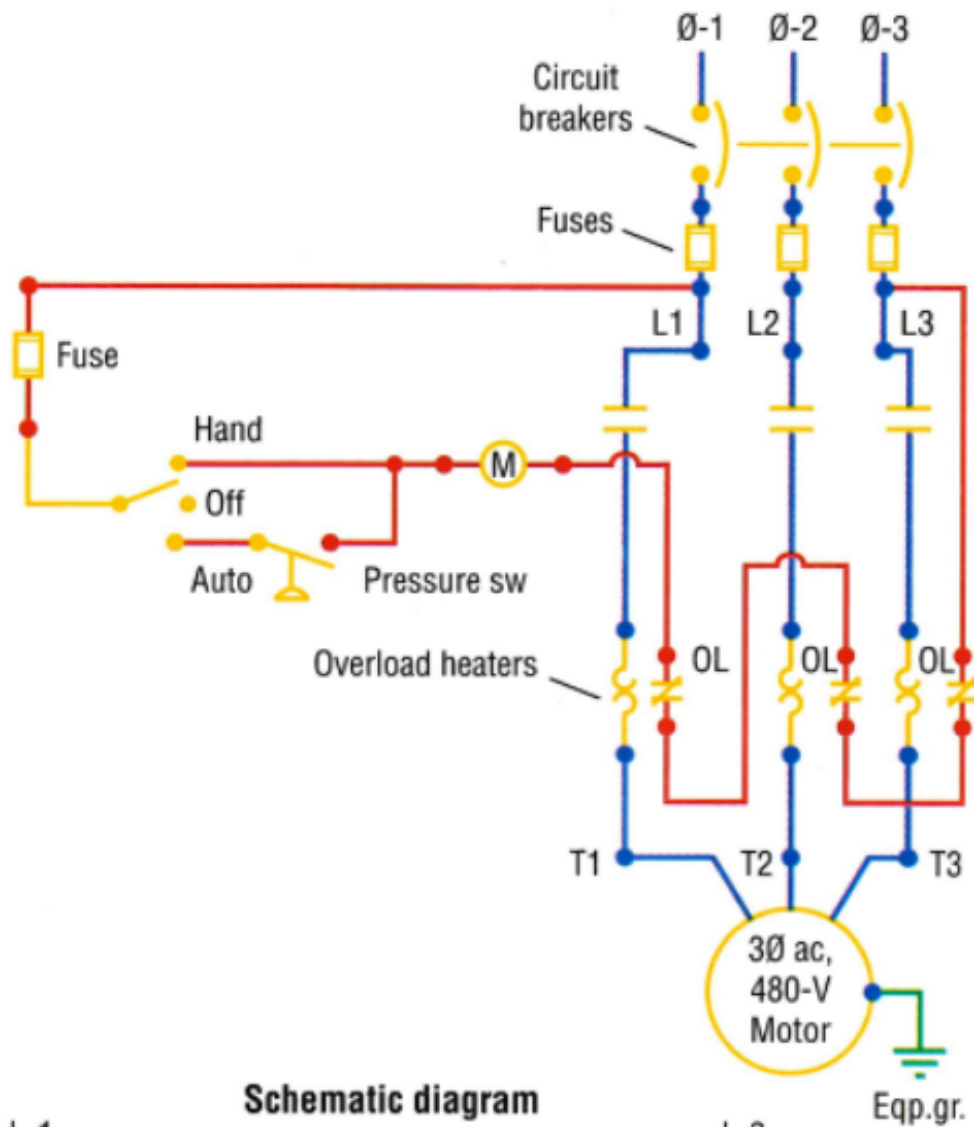 Ø-1 Ø-2 Ø-3
Circuit
breakers
Fuses
L1 L2 L3
Fuse
Hand
M
Off
Auto Pressure sw
Overload heaters OL OL OL
T1 T2 T3
3Ø ac,
480-V
Motor
Schematic diagram
Eqp.gr.